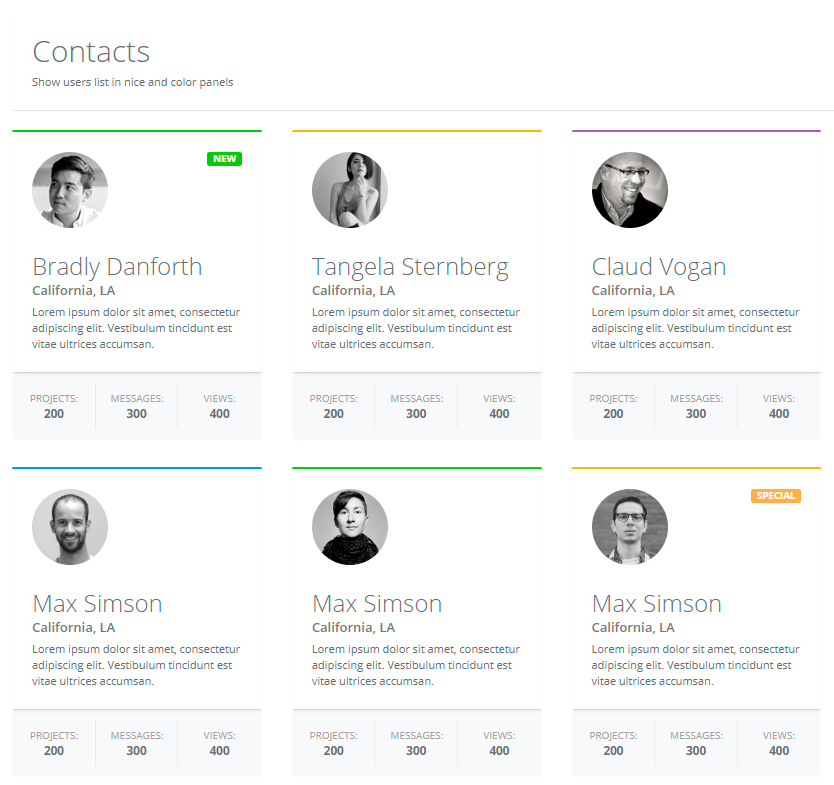 Contacts
Show users list in nice and color panels
NEW
Bradly Danforth
California, LA
Lorem ipsum dolor sit amet, consectetur
adipiscing elit. Vestibulum tincidunt est
vitae ultrices accumsan.
PROJECTS: MESSAGES: VIEWS:
200 300 400
Tangela Sternberg
California, LA
Lorem ipsum dolor sit amet, consectetur
adipiscing elit. Vestibulum tincidunt est
vitae ultrices accumsan.
PROJECTS: MESSAGES: VIEWS:
200 300 400
Claud Vogan
California, LA
Lorem ipsum dolor sit amet, consectetur
adipiscing elit. Vestibulum tincidunt est
vitae ultrices accumsan.
PROJECTS: MESSAGES: VIEWS:
200 300 400
Max Simson
California, LA
Lorem ipsum dolor sit amet, consectetur
adipiscing elit. Vestibulum tincidunt est
vitae ultrices accumsan.
PROJECTS: MESSAGES: VIEWS:
200 300 400
Max Simson
California, LA
Lorem ipsum dolor sit amet, consectetur
adipiscing elit. Vestibulum tincidunt est
vitae ultrices accumsan.
PROJECTS: MESSAGES: VIEWS:
200 300 400
SPECIAL
Max Simson
California, LA
Lorem ipsum dolor sit amet, consectetur
adipiscing elit. Vestibulum tincidunt est
vitae ultrices accumsan.
PROJECTS: MESSAGES: VIEWS:
200 300 400